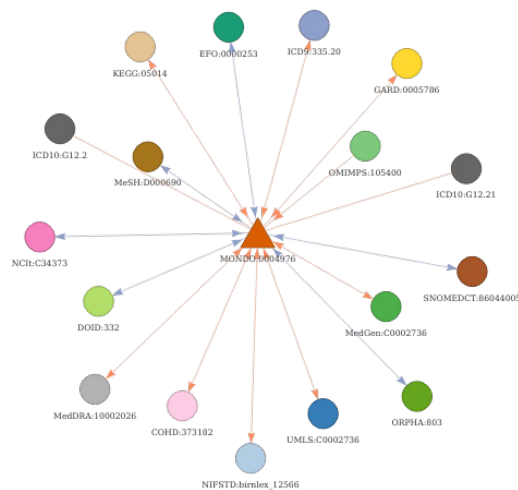 EFO:0000253
ICD9:335.20
KEGG:05014
GARD:0005786
ICD10:G12.2
MeSH:D000690
OMIMPS:105400
ICD10:G12.21
NCIt:C34373
MONDO:0004976
SNOMEDCT:86044005
DOID:332
MedGen:C0002736
MedDRA:10002026
COHD:373182
UMLS:C0002736
ORPHA:803
NIFSTD:birnlex_12566